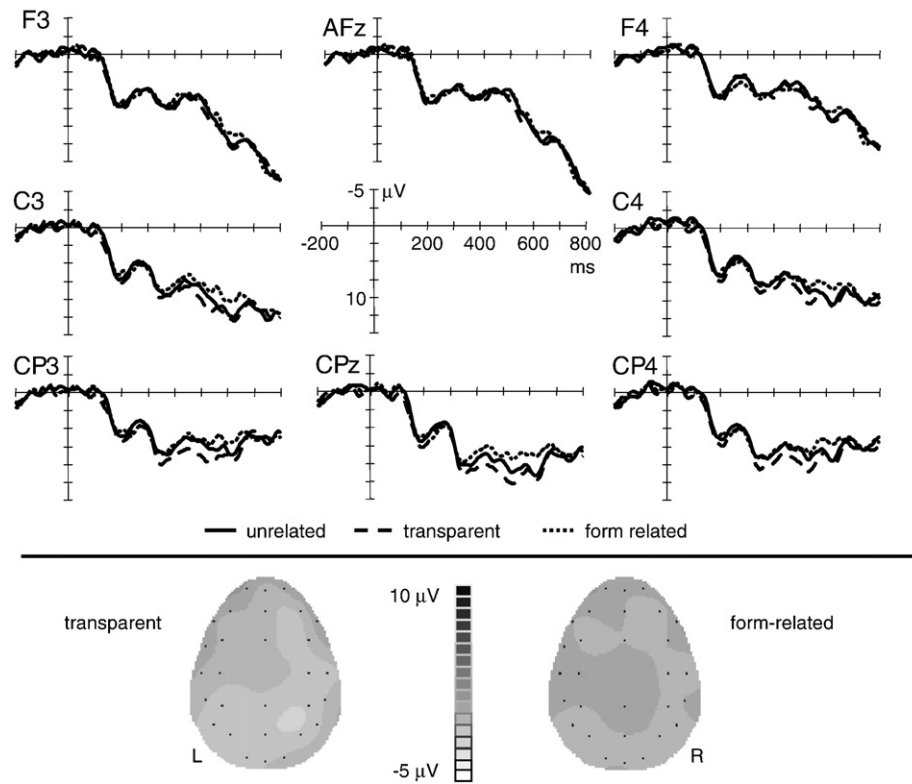 F3 AFz F4
C3 -5 µV C4
-200 200 400 600 800
ms
10
CP3 CPz CP4
unrelated transparent form related
transparent 10 µV form-related
L -5 µV R